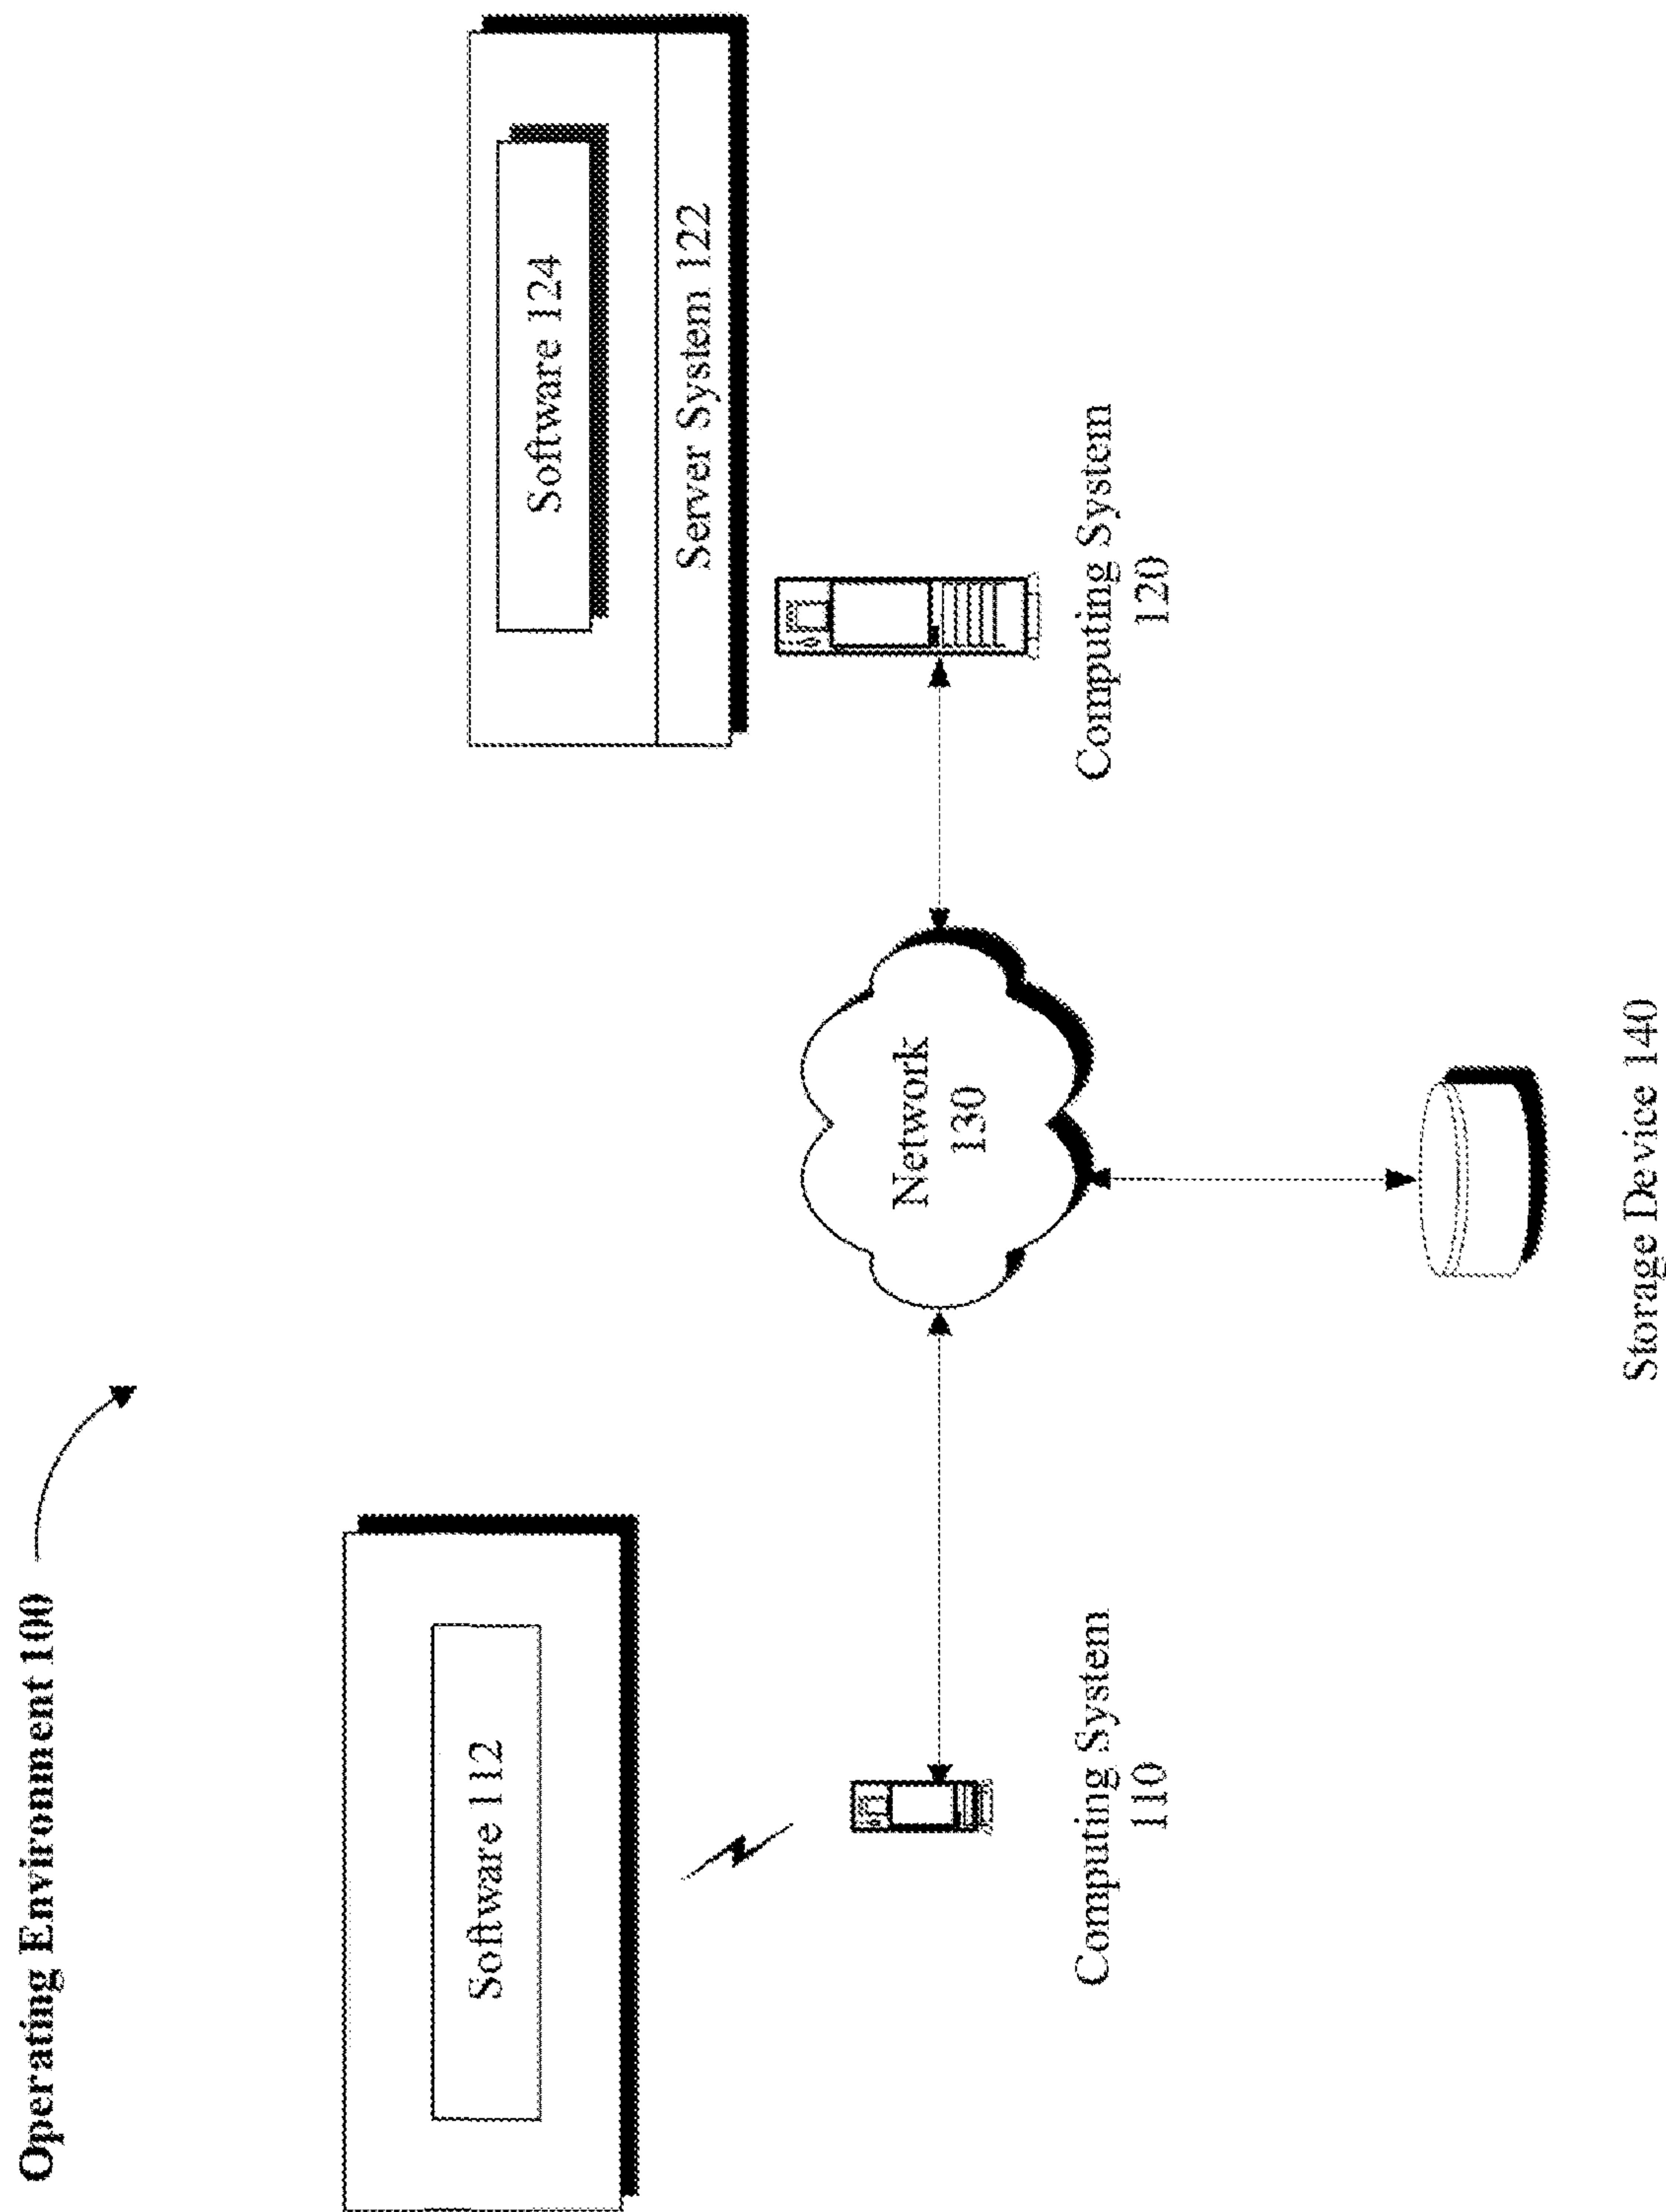 Operating Environment 100
Software 112
Software 124
Server System 122
Network
130
Computing System
110
Computing System
120
Storage Device 140